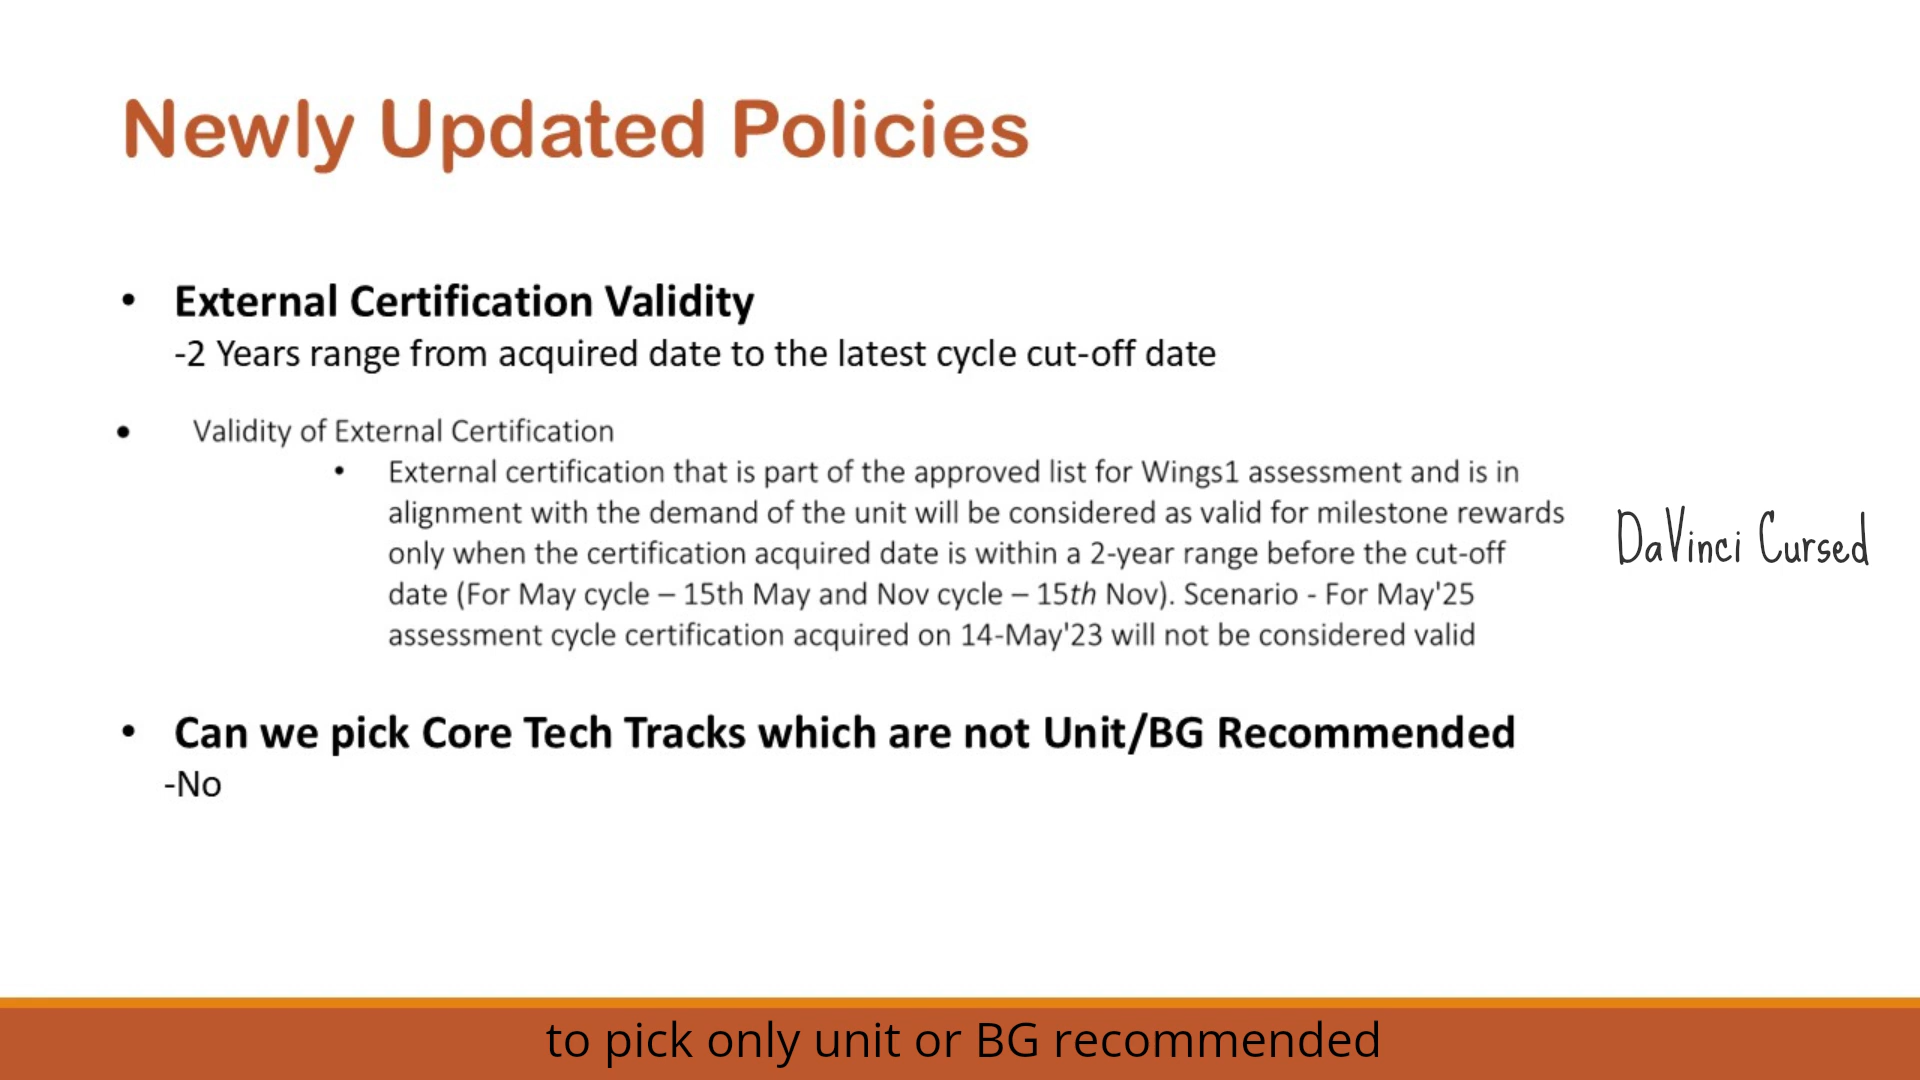 Newly Updated Policies
• External Certification Validity
-2 Years range from acquired date to the latest cycle cut-off date
• Validity of External Certification
• External certification that is part of the approved list for Wings1 assessment and is in
alignment with the demand of the unit will be considered as valid for milestone rewards
only when the certification acquired date is within a 2-year range before the cut-off
date (For May cycle – 15th May and Nov cycle – 15th Nov). Scenario - For May'25
assessment cycle certification acquired on 14-May'23 will not be considered valid
DaVinci Cursed
• Can we pick Core Tech Tracks which are not Unit/BG Recommended
-No
to pick only unit or BG recommended